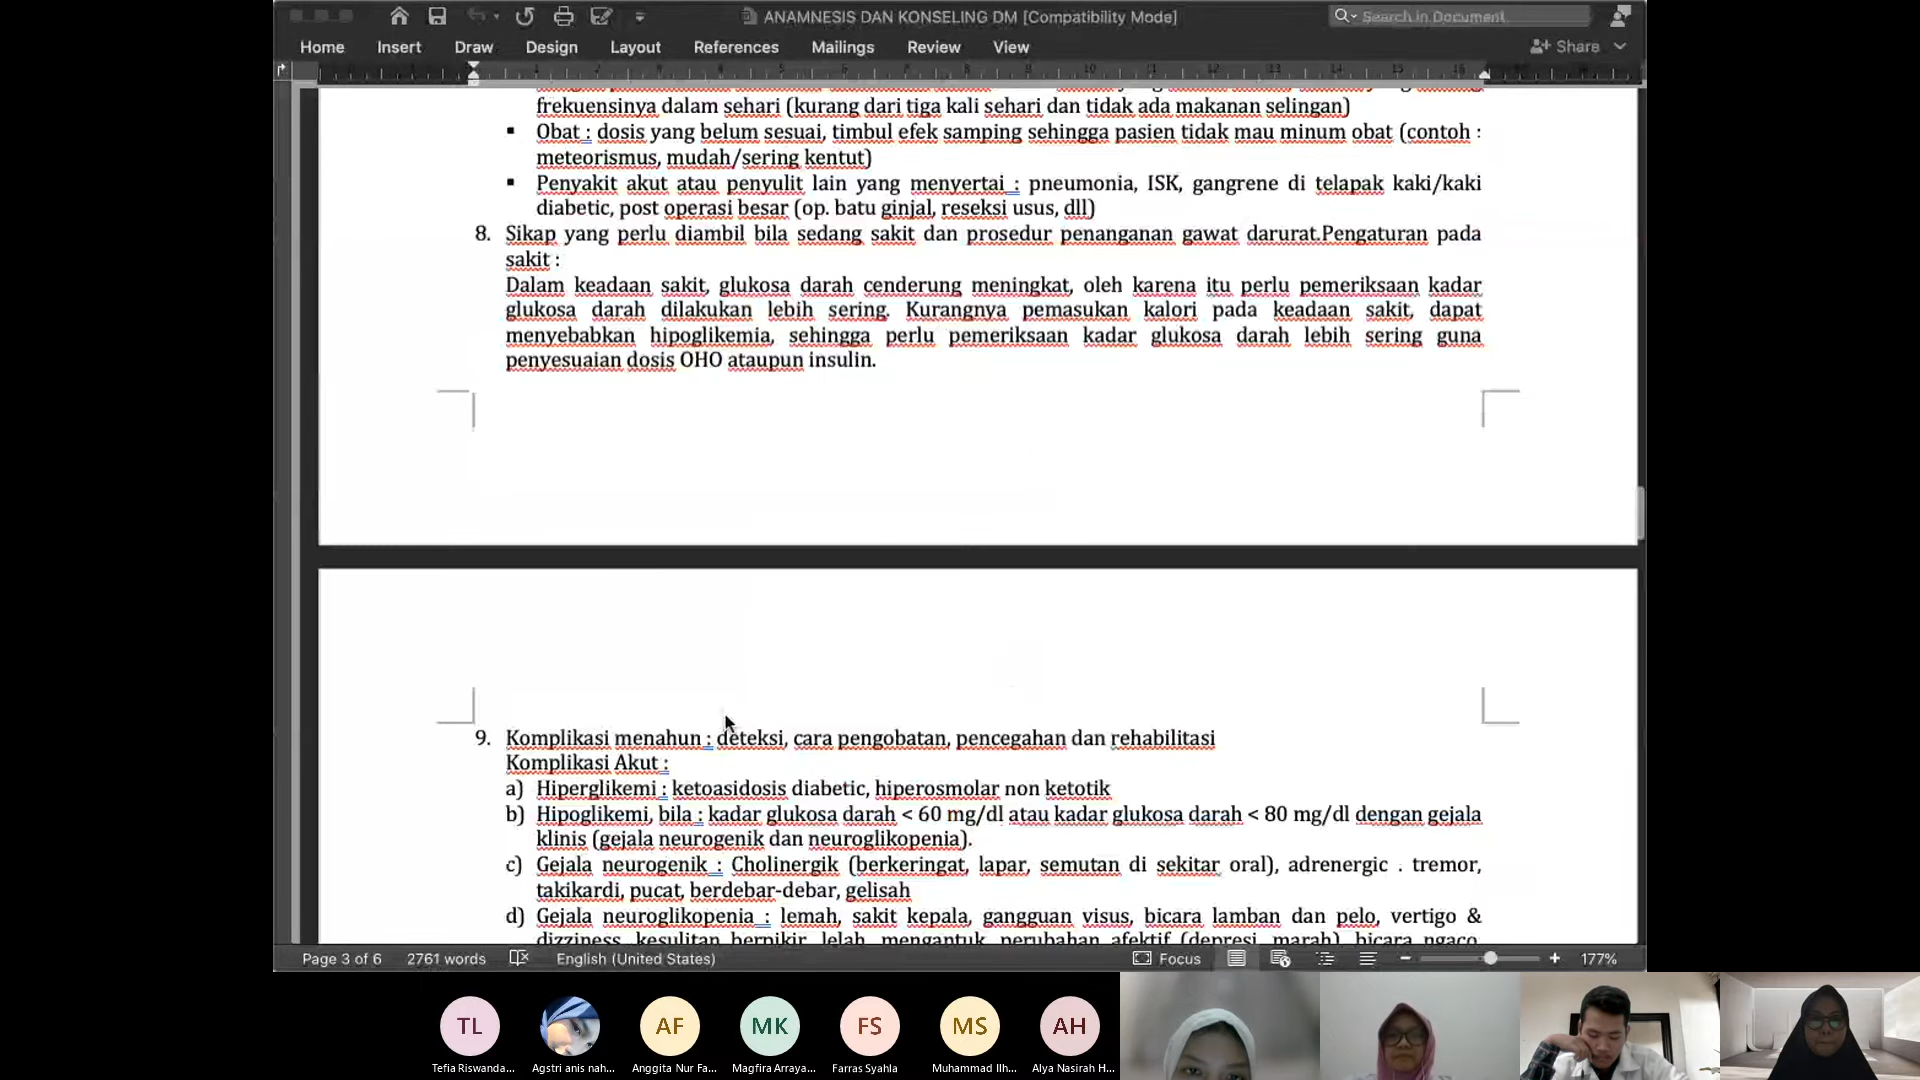 ANAMNESIS DAN KONSELING DM [Compatibility Mode]
Search in Document
Home Insert Draw Design Layout References Mailings Review View
Share
frekuensinya dalam sehari (kurang dari tiga kali sehari dan tidak ada makanan selingan)
▪ Obat : dosis yang belum sesuai, timbul efek samping sehingga pasien tidak mau minum obat (contoh :
meteorismus, mudah/sering kentut)
▪ Penyakit akut atau penyulit lain yang menyertai : pneumonia, ISK, gangrene di telapak kaki/kaki
diabetic, post operasi besar (op. batu ginjal, reseksi usus, dll)
8. Sikap yang perlu diambil bila sedang sakit dan prosedur penanganan gawat darurat.Pengaturan pada
sakit :
Dalam keadaan sakit, glukosa darah cenderung meningkat, oleh karena itu perlu pemeriksaan kadar
glukosa darah dilakukan lebih sering. Kurangnya pemasukan kalori pada keadaan sakit, dapat
menyebabkan hipoglikemia, sehingga perlu pemeriksaan kadar glukosa darah lebih sering guna
penyesuaian dosis OHO ataupun insulin.
9. Komplikasi menahun : deteksi, cara pengobatan, pencegahan dan rehabilitasi
Komplikasi Akut :
a) Hiperglikemi : ketoasidosis diabetic, hiperosmolar non ketotik
b) Hipoglikemi, bila : kadar glukosa darah < 60 mg/dl atau kadar glukosa darah < 80 mg/dl dengan gejala
klinis (gejala neurogenik dan neuroglikopenia).
c) Gejala neurogenik : Cholinergik (berkeringat, lapar, semutan di sekitar oral), adrenergic . tremor,
takikardi, pucat, berdebar-debar, gelisah
d) Gejala neuroglikopenia : lemah, sakit kepala, gangguan visus, bicara lamban dan pelo, vertigo &
dizziness, kesulitan berpikir, lelah, mengantuk, perubahan afektif (depresi, marah), bicara ngaco,
Page 3 of 6 2761 words English (United States) Focus 177%
TL AF MK FS MS AH
Tefia Riswanda... Agstri anis nah... Anggita Nur Fa... Magfira Arraya... Farras Syahla Muhammad Ilh... Alya Nasirah H...